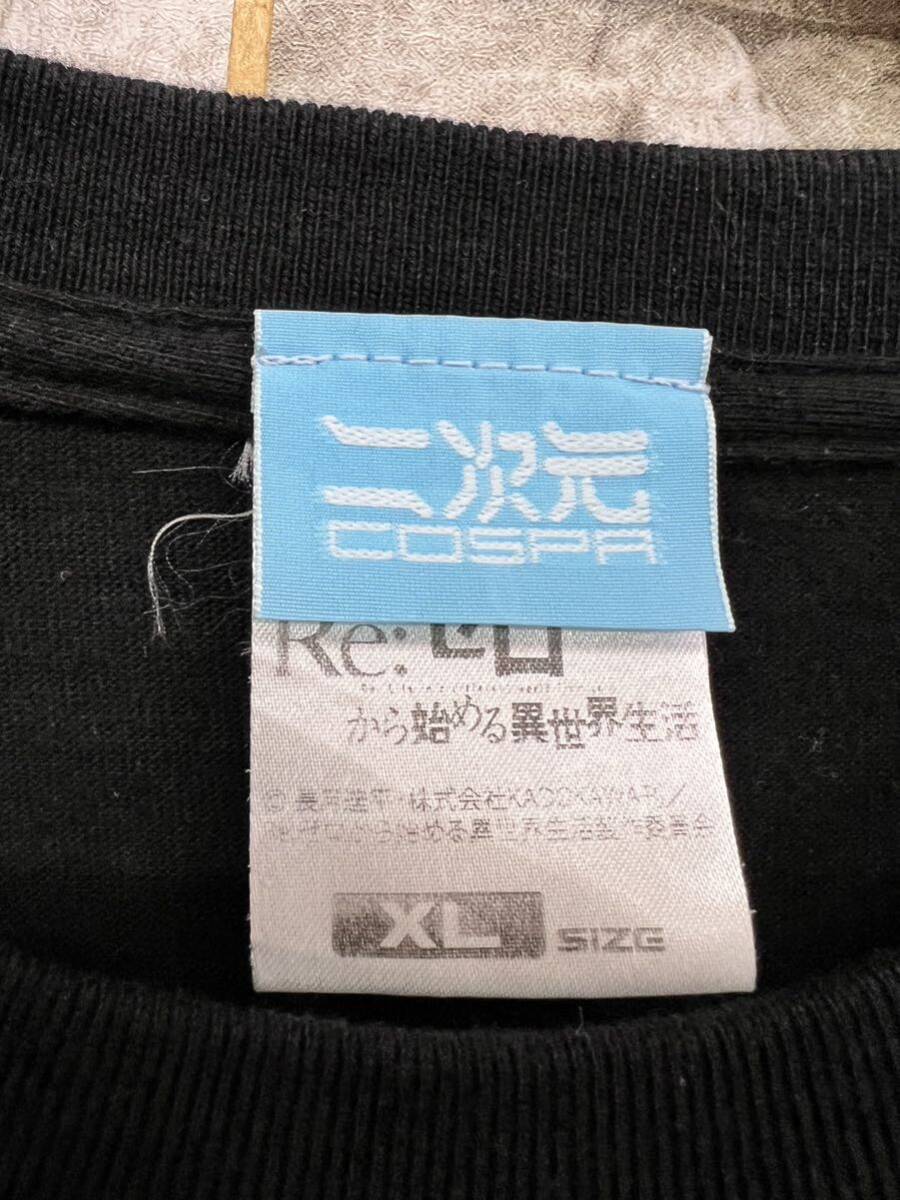 二次元
COSPA
Re:ゼロ
から始める異世界生活
© 長月達平・株式会社KADOKAWA刊／
Re:ゼロから始める異世界生活製作委員会
XL SIZE